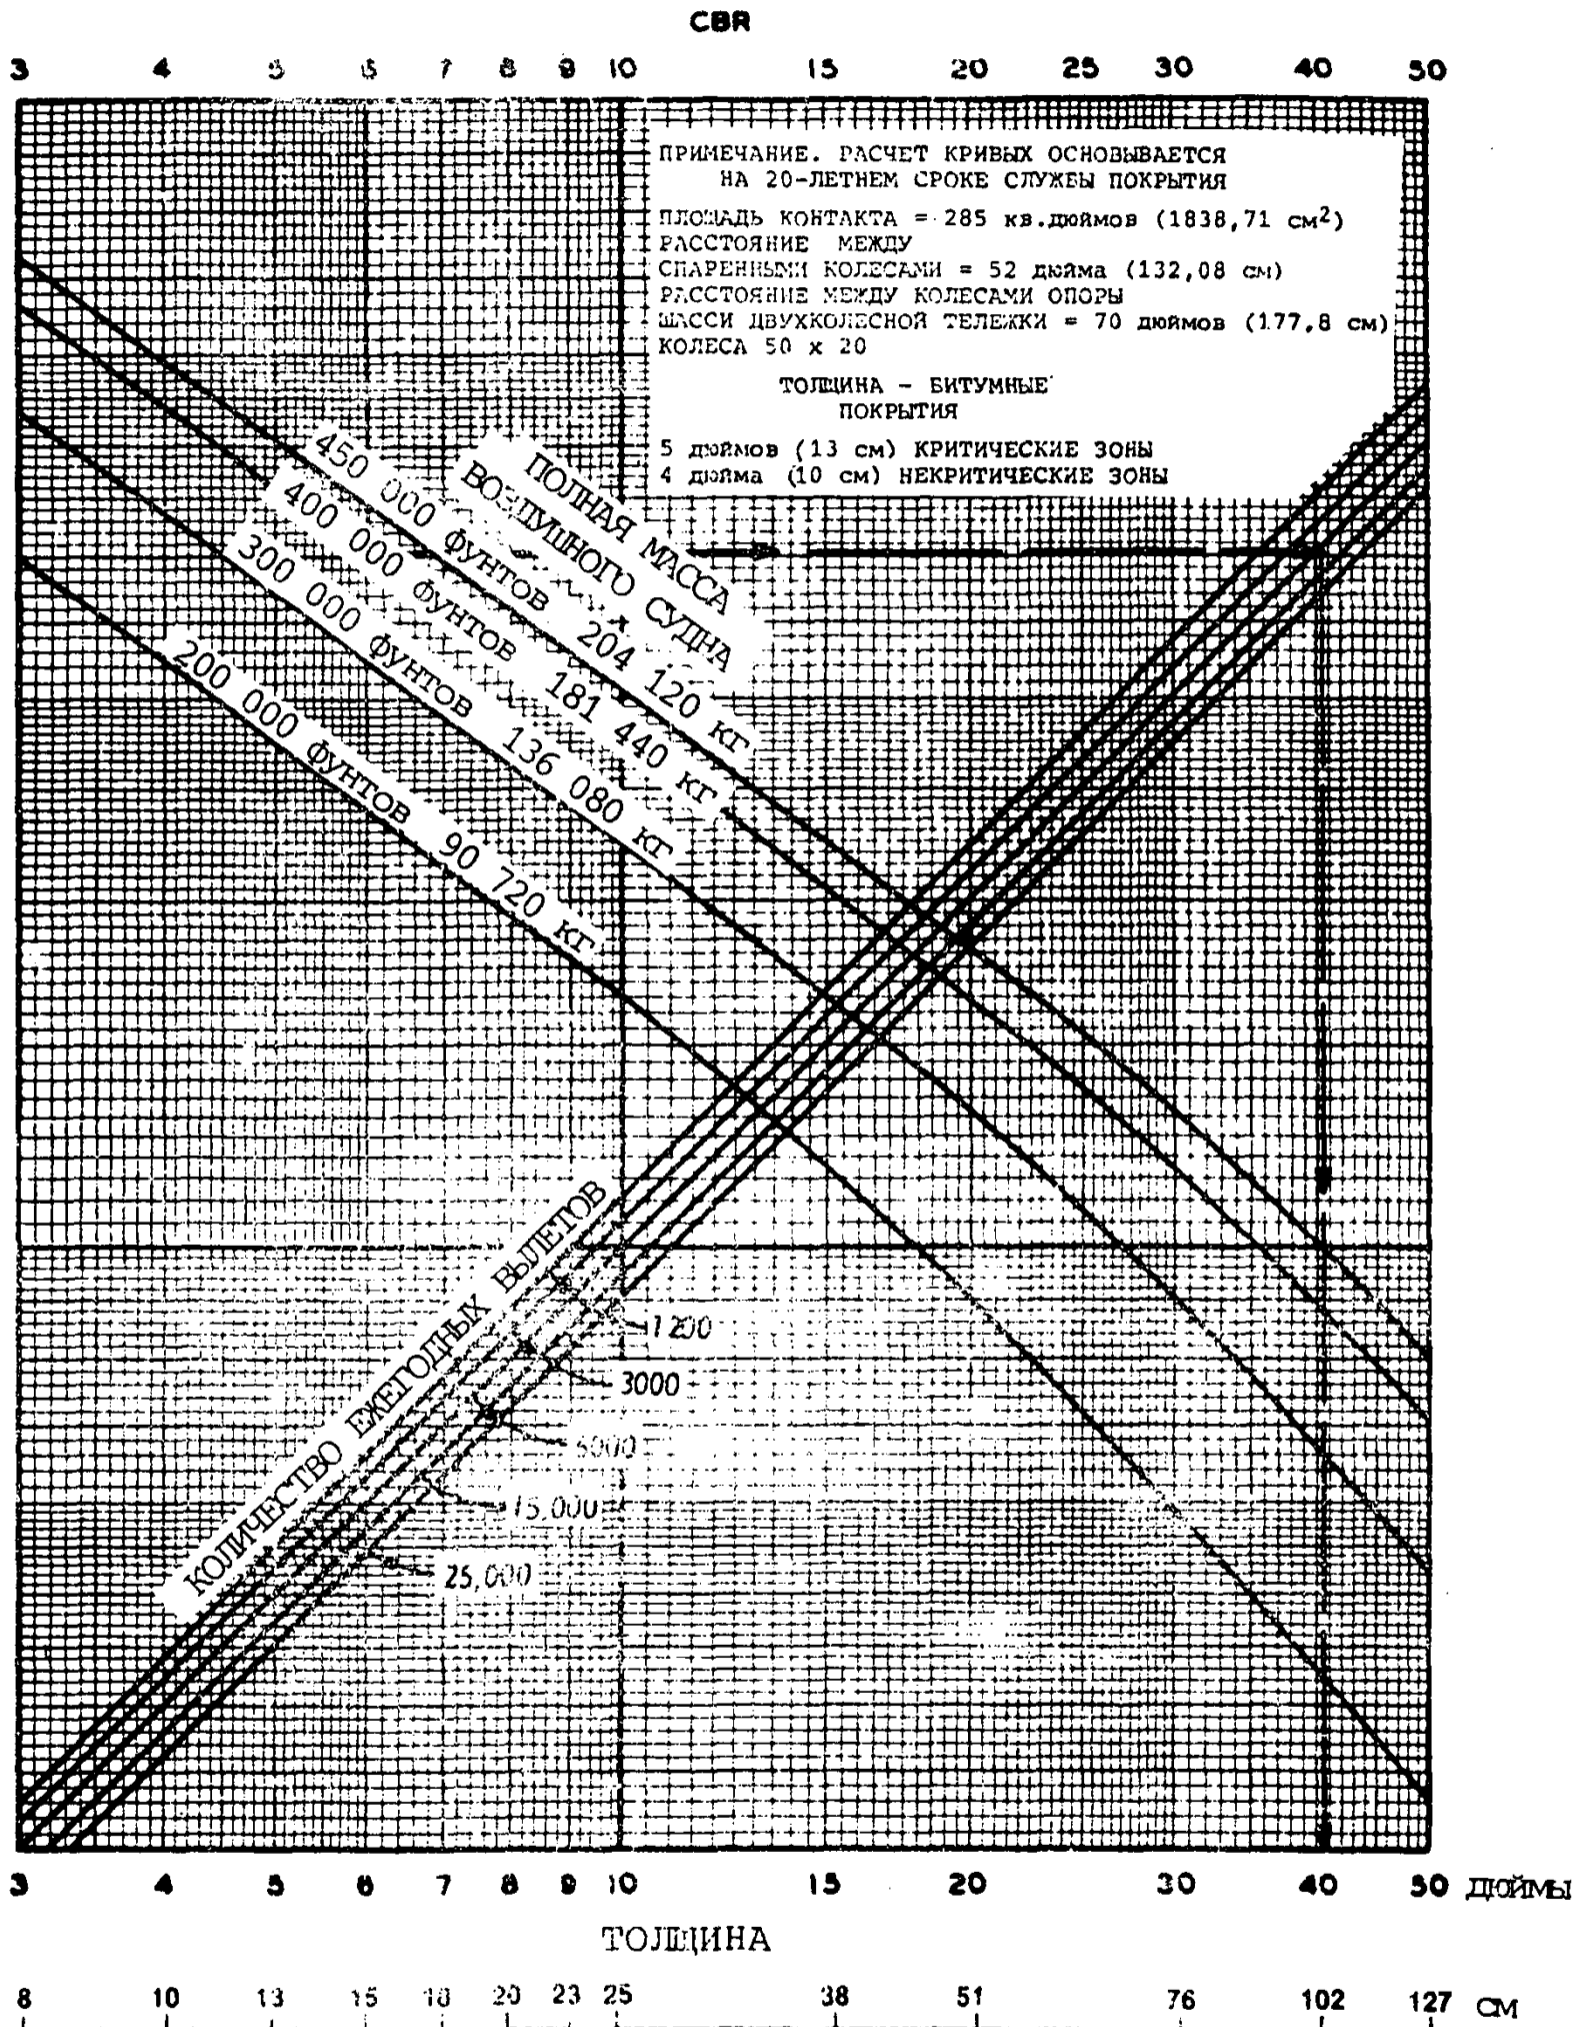 CBR
3 4 5 6 7 8 9 10 15 20 25 30 40 50
ПРИМЕЧАНИЕ. РАСЧЕТ КРИВЫХ ОСНОВЫВАЕТСЯ
НА 20-ЛЕТНЕМ СРОКЕ СЛУЖБЫ ПОКРЫТИЯ
ПЛОЩАДЬ КОНТАКТА = 285 кв.дюймов (1838,71 см²)
РАССТОЯНИЕ МЕЖДУ
СПАРЕННЫМИ КОЛЕСАМИ = 52 дюйма (132,08 см)
РАССТОЯНИЕ МЕЖДУ КОЛЕСАМИ ОПОРЫ
ШАССИ ДВУХКОЛЕСНОЙ ТЕЛЕЖКИ = 70 дюймов (177,8 см)
КОЛЕСА 50 x 20
ТОЛЩИНА - БИТУМНЫЕ
ПОКРЫТИЯ
5 дюймов (13 см) КРИТИЧЕСКИЕ ЗОНЫ
4 дюйма (10 см) НЕКРИТИЧЕСКИЕ ЗОНЫ
ПОЛНАЯ МАССА
ВОЗДУШНОГО СУДНА
450 000 ФУНТОВ 204 120 КГ
400 000 ФУНТОВ 181 440 КГ
300 000 ФУНТОВ 136 080 КГ
200 000 ФУНТОВ 90 720 КГ
КОЛИЧЕСТВО ЕЖЕГОДНЫХ ВЫЛЕТОВ
1200
3000
6000
15,000
25,000
3 4 5 6 7 8 9 10 15 20 30 40 50 ДЮЙМЫ
ТОЛЩИНА
8 10 13 15 18 20 23 25 38 51 76 102 127 СМ